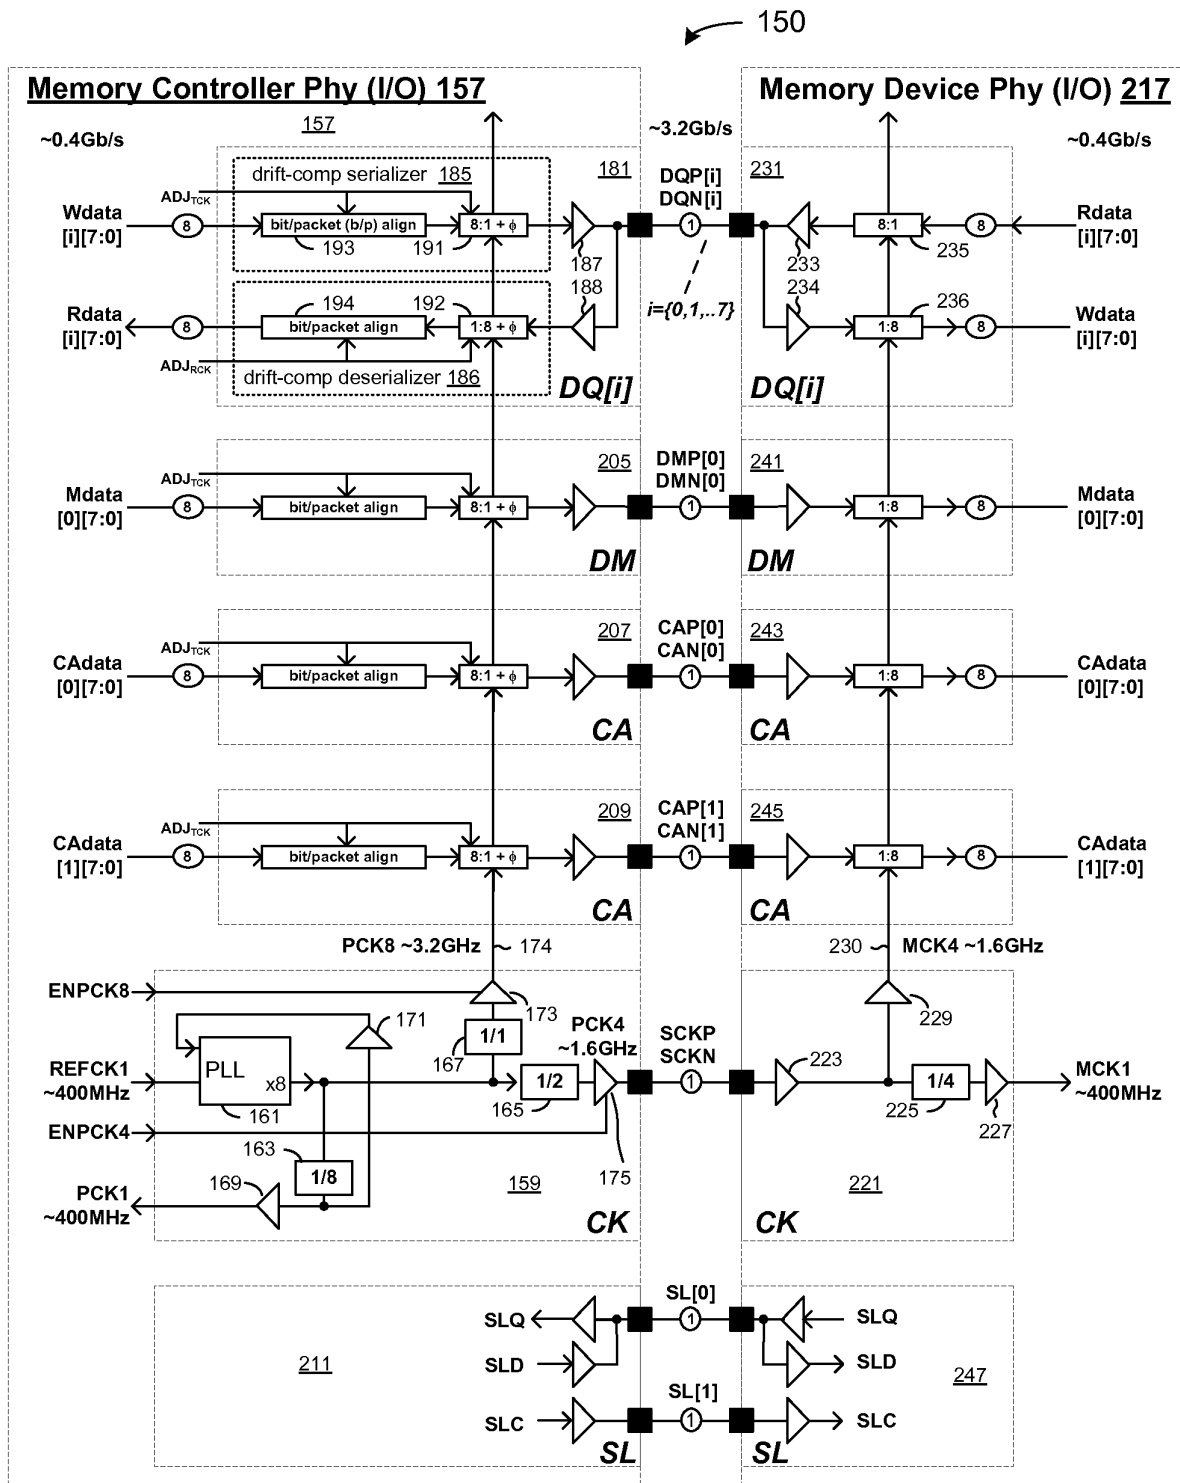 150
Memory Controller Phy (I/O) 157
Memory Device Phy (I/O) 217
157
~0.4Gb/s
~3.2Gb/s
~0.4Gb/s
drift-comp serializer 185
181
DQP[i]
DQN[i]
231
ADJTCK
Wdata
[i][7:0]
8
bit/packet (b/p) align
8:1 + ϕ
1
8:1
8
Rdata
[i][7:0]
193
191
187
233
235
194
192
188
i={0,1,..7}
234
236
Rdata
[i][7:0]
8
bit/packet align
1:8 + ϕ
1:8
8
Wdata
[i][7:0]
ADJRCK
drift-comp deserializer 186
DQ[i]
DQ[i]
205
DMP[0]
DMN[0]
241
ADJTCK
Mdata
[0][7:0]
8
bit/packet align
8:1 + ϕ
1
1:8
8
Mdata
[0][7:0]
DM
DM
207
CAP[0]
CAN[0]
243
ADJTCK
CAdata
[0][7:0]
8
bit/packet align
8:1 + ϕ
1
1:8
8
CAdata
[0][7:0]
CA
CA
209
CAP[1]
CAN[1]
245
ADJTCK
CAdata
[1][7:0]
8
bit/packet align
8:1 + ϕ
1
1:8
8
CAdata
[1][7:0]
CA
CA
PCK8 ~3.2GHz
174
230
MCK4 ~1.6GHz
ENPCK8
171
173
229
1/1
167
PCK4
~1.6GHz
SCKP
SCKN
223
REFCK1
~400MHz
PLL
x8
161
1/2
165
1
1/4
225
227
MCK1
~400MHz
ENPCK4
163
1/8
175
169
159
221
PCK1
~400MHz
CK
CK
SL[0]
SLQ
1
SLQ
211
SLD
SLD
247
SL[1]
SLC
1
SLC
SL
SL